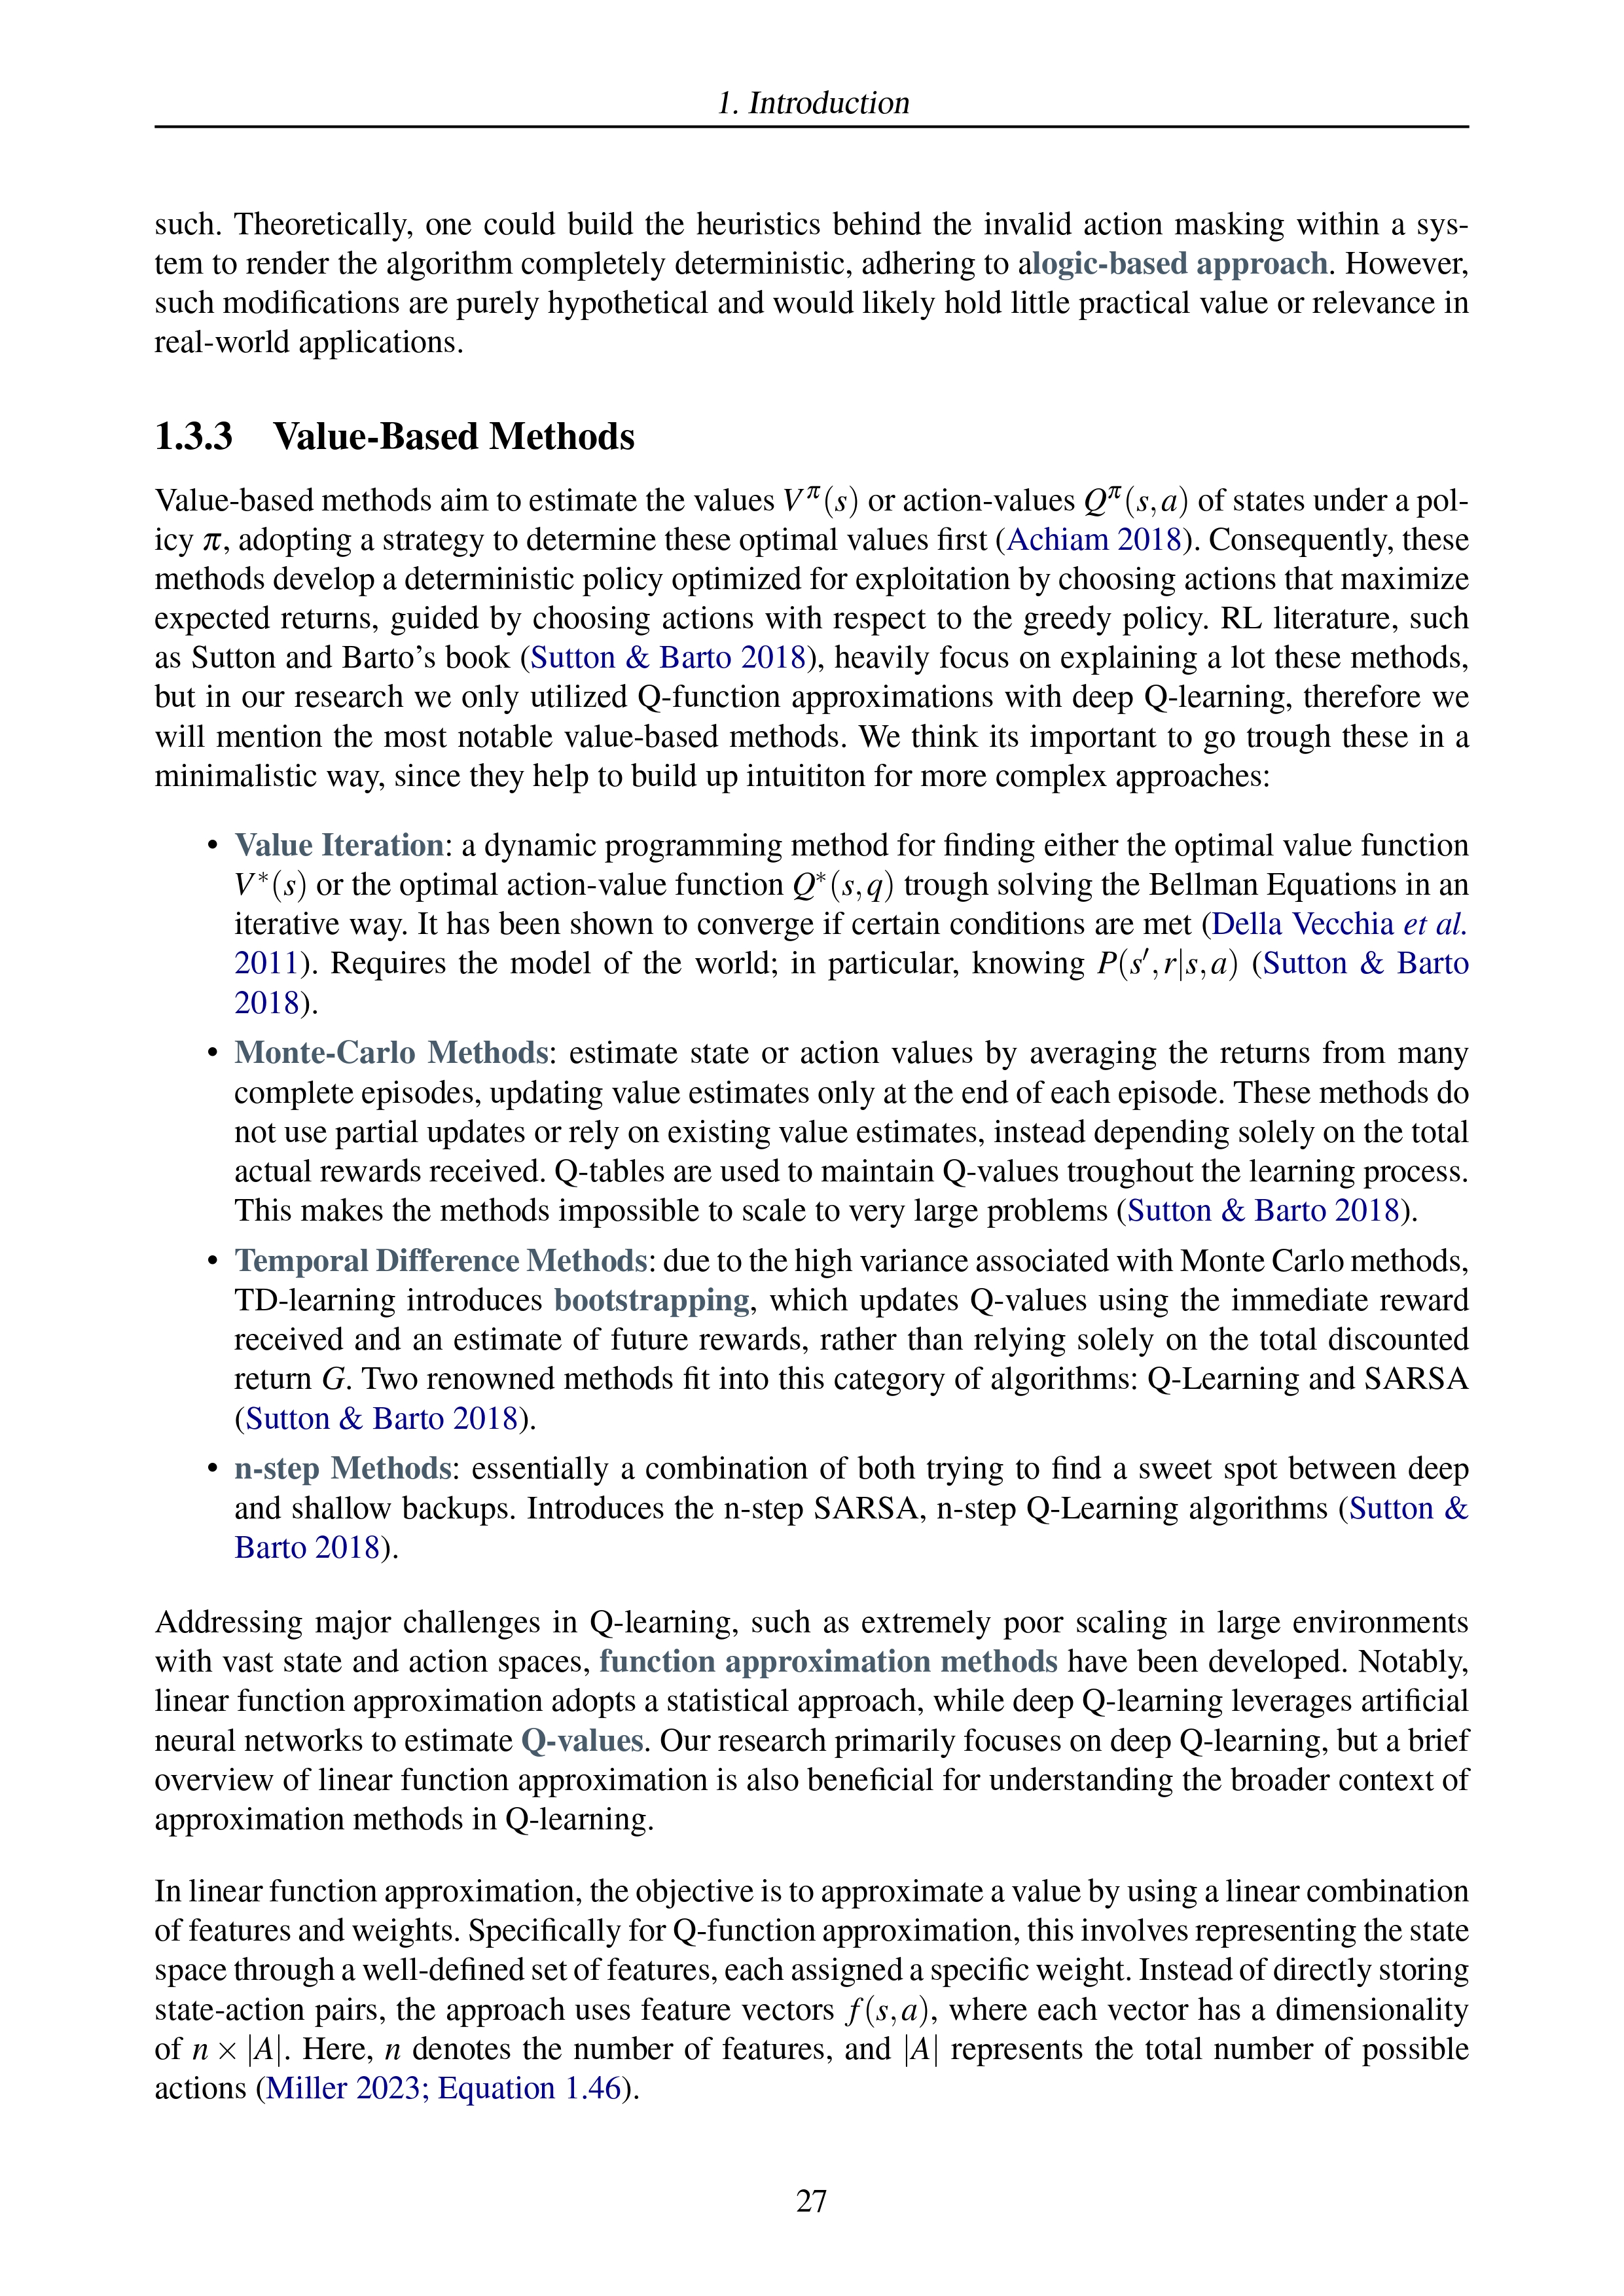 1. Introduction
such. Theoretically, one could build the heuristics behind the invalid action masking within a sys-
tem to render the algorithm completely deterministic, adhering to alogic-based approach. However,
such modifications are purely hypothetical and would likely hold little practical value or relevance in
real-world applications.
1.3.3 Value-Based Methods
Value-based methods aim to estimate the values V^π(s) or action-values Q^π(s,a) of states under a pol-
icy π, adopting a strategy to determine these optimal values first (Achiam 2018). Consequently, these
methods develop a deterministic policy optimized for exploitation by choosing actions that maximize
expected returns, guided by choosing actions with respect to the greedy policy. RL literature, such
as Sutton and Barto's book (Sutton & Barto 2018), heavily focus on explaining a lot these methods,
but in our research we only utilized Q-function approximations with deep Q-learning, therefore we
will mention the most notable value-based methods. We think its important to go trough these in a
minimalistic way, since they help to build up intuititon for more complex approaches:
• Value Iteration: a dynamic programming method for finding either the optimal value function
V*(s) or the optimal action-value function Q*(s,q) trough solving the Bellman Equations in an
iterative way. It has been shown to converge if certain conditions are met (Della Vecchia et al.
2011). Requires the model of the world; in particular, knowing P(s′,r|s,a) (Sutton & Barto
2018).
• Monte-Carlo Methods: estimate state or action values by averaging the returns from many
complete episodes, updating value estimates only at the end of each episode. These methods do
not use partial updates or rely on existing value estimates, instead depending solely on the total
actual rewards received. Q-tables are used to maintain Q-values troughout the learning process.
This makes the methods impossible to scale to very large problems (Sutton & Barto 2018).
• Temporal Difference Methods: due to the high variance associated with Monte Carlo methods,
TD-learning introduces bootstrapping, which updates Q-values using the immediate reward
received and an estimate of future rewards, rather than relying solely on the total discounted
return G. Two renowned methods fit into this category of algorithms: Q-Learning and SARSA
(Sutton & Barto 2018).
• n-step Methods: essentially a combination of both trying to find a sweet spot between deep
and shallow backups. Introduces the n-step SARSA, n-step Q-Learning algorithms (Sutton &
Barto 2018).
Addressing major challenges in Q-learning, such as extremely poor scaling in large environments
with vast state and action spaces, function approximation methods have been developed. Notably,
linear function approximation adopts a statistical approach, while deep Q-learning leverages artificial
neural networks to estimate Q-values. Our research primarily focuses on deep Q-learning, but a brief
overview of linear function approximation is also beneficial for understanding the broader context of
approximation methods in Q-learning.
In linear function approximation, the objective is to approximate a value by using a linear combination
of features and weights. Specifically for Q-function approximation, this involves representing the state
space through a well-defined set of features, each assigned a specific weight. Instead of directly storing
state-action pairs, the approach uses feature vectors f(s,a), where each vector has a dimensionality
of n × |A|. Here, n denotes the number of features, and |A| represents the total number of possible
actions (Miller 2023; Equation 1.46).
27